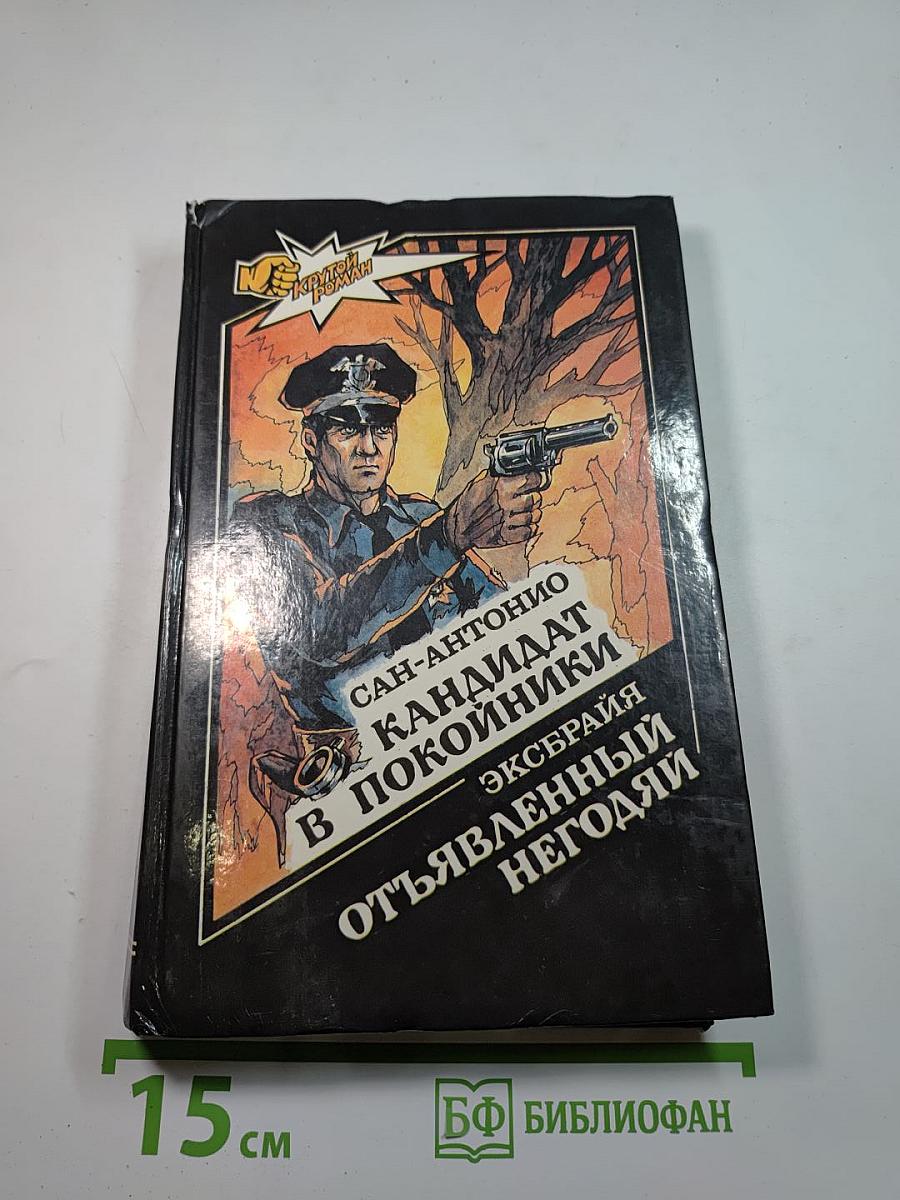 КРУТОЙ
РОМАН
САН-АНТОНИО
КАНДИДАТ
В ПОКОЙНИКИ
ЭКСБРАЙЯ
ОТЪЯВЛЕННЫЙ
НЕГОДЯЙ
15 см
БФ БИБЛИОФАН